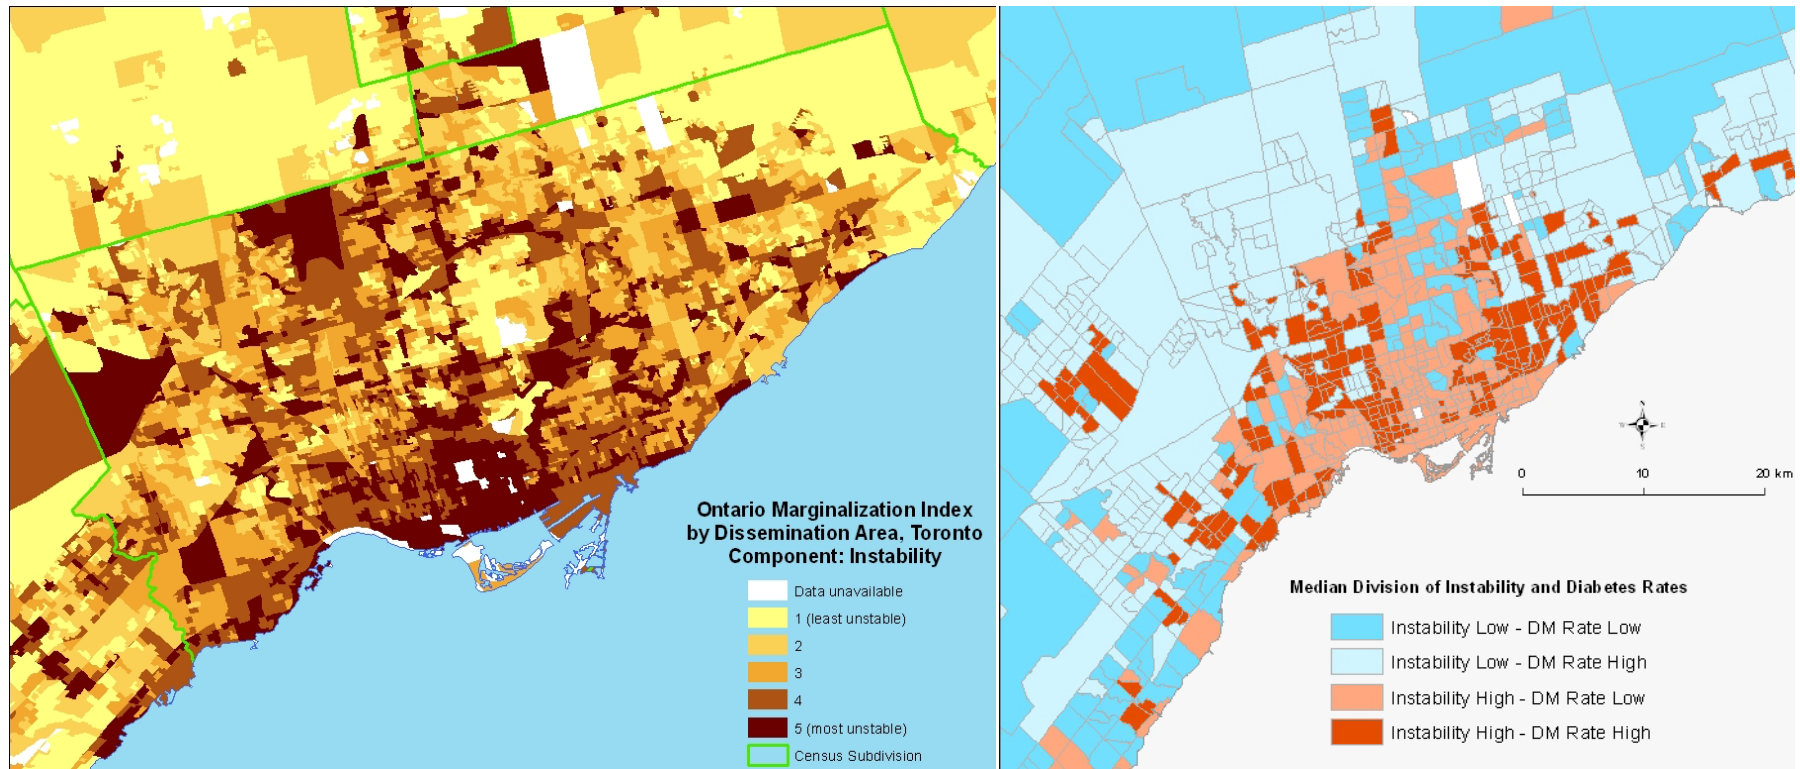 Ontario Marginalization Index
by Dissemination Area, Toronto
Component: Instability
Data unavailable
1 (least unstable)
2
3
4
5 (most unstable)
Census Subdivision
N
W E
S
0 10 20 km
Median Division of Instability and Diabetes Rates
Instability Low - DM Rate Low
Instability Low - DM Rate High
Instability High - DM Rate Low
Instability High - DM Rate High